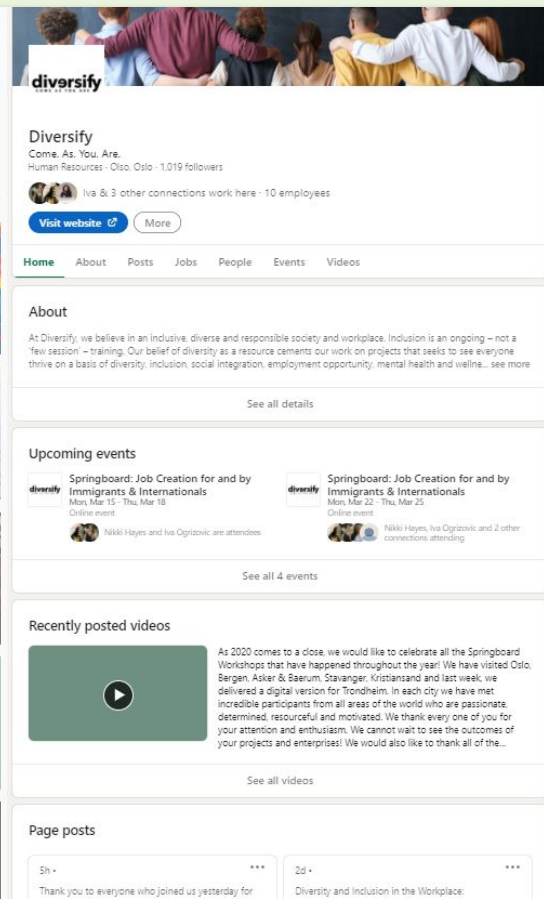 diversify
COME AS YOU ARE
Diversify
Come. As. You. Are.
Human Resources · Olso, Oslo · 1,019 followers
Iva & 3 other connections work here · 10 employees
Visit website
More
Home About Posts Jobs People Events Videos
About
At Diversify, we believe in an inclusive, diverse and responsible society and workplace. Inclusion is an ongoing – not a
'few session' – training. Our belief of diversity as a resource cements our work on projects that seeks to see everyone
thrive on a basis of diversity, inclusion, social integration, employment opportunity, mental health and wellne... see more
See all details
Upcoming events
diversify
Springboard: Job Creation for and by
Immigrants & Internationals
Mon, Mar 15 - Thu, Mar 18
Online event
Nikki Hayes and Iva Ogrizovic are attendees
diversify
Springboard: Job Creation for and by
Immigrants & Internationals
Mon, Mar 22 - Thu, Mar 25
Online event
Nikki Hayes, Iva Ogrizovic and 2 other
connections attending
See all 4 events
Recently posted videos
As 2020 comes to a close, we would like to celebrate all the Springboard
Workshops that have happened throughout the year! We have visited Oslo,
Bergen, Asker & Baerum, Stavanger, Kristiansand and last week, we
delivered a digital version for Trondheim. In each city we have met
incredible participants from all areas of the world who are passionate,
determined, resourceful and motivated. We thank every one of you for
your attention and enthusiasm. We cannot wait to see the outcomes of
your projects and enterprises! We would also like to thank all of the...
See all videos
Page posts
5h •
Thank you to everyone who joined us yesterday for
2d •
Diversity and Inclusion in the Workplace: